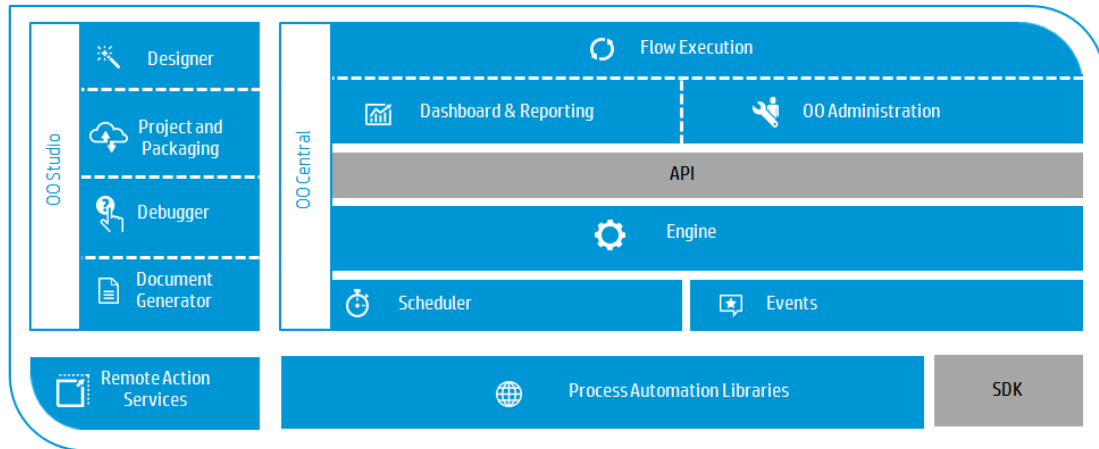 OO Studio
Designer
Project and
Packaging
Debugger
Document
Generator
OO Central
Flow Execution
Dashboard & Reporting
OO Administration
API
Engine
Scheduler
Events
Remote Action
Services
Process Automation Libraries
SDK